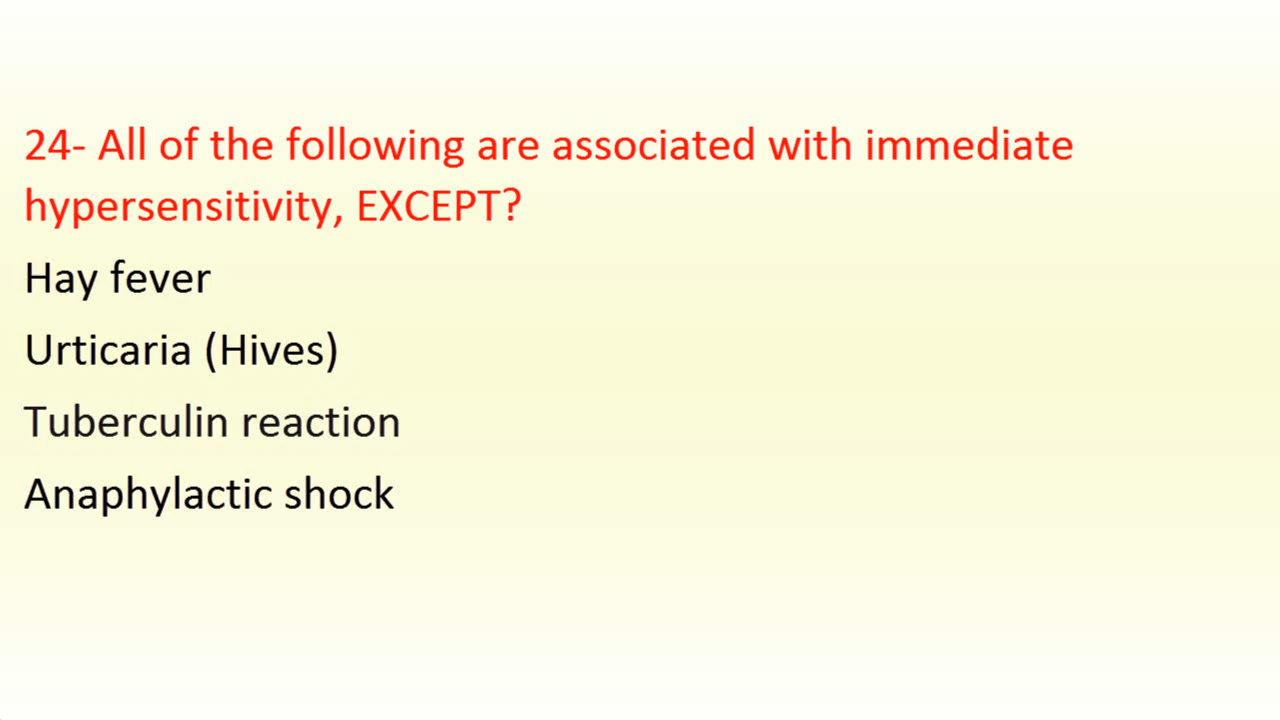 24- All of the following are associated with immediate
hypersensitivity, EXCEPT?
Hay fever
Urticaria (Hives)
Tuberculin reaction
Anaphylactic shock